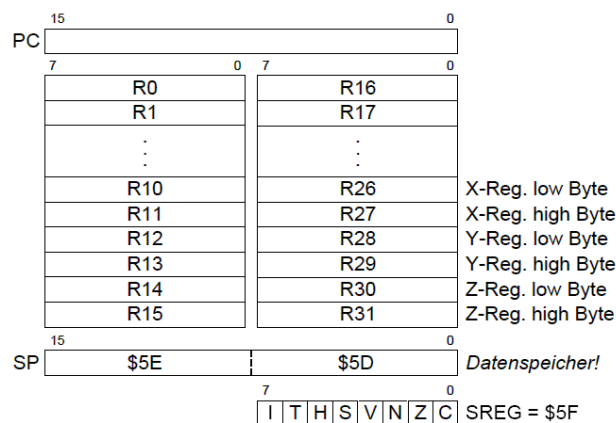 15 0
PC
7 0 7 0
R0 R16
R1 R17
R10 R26 X-Reg. low Byte
R11 R27 X-Reg. high Byte
R12 R28 Y-Reg. low Byte
R13 R29 Y-Reg. high Byte
R14 R30 Z-Reg. low Byte
R15 R31 Z-Reg. high Byte
15 0
SP $5E $5D Datenspeicher!
7 0
I T H S V N Z C SREG = $5F